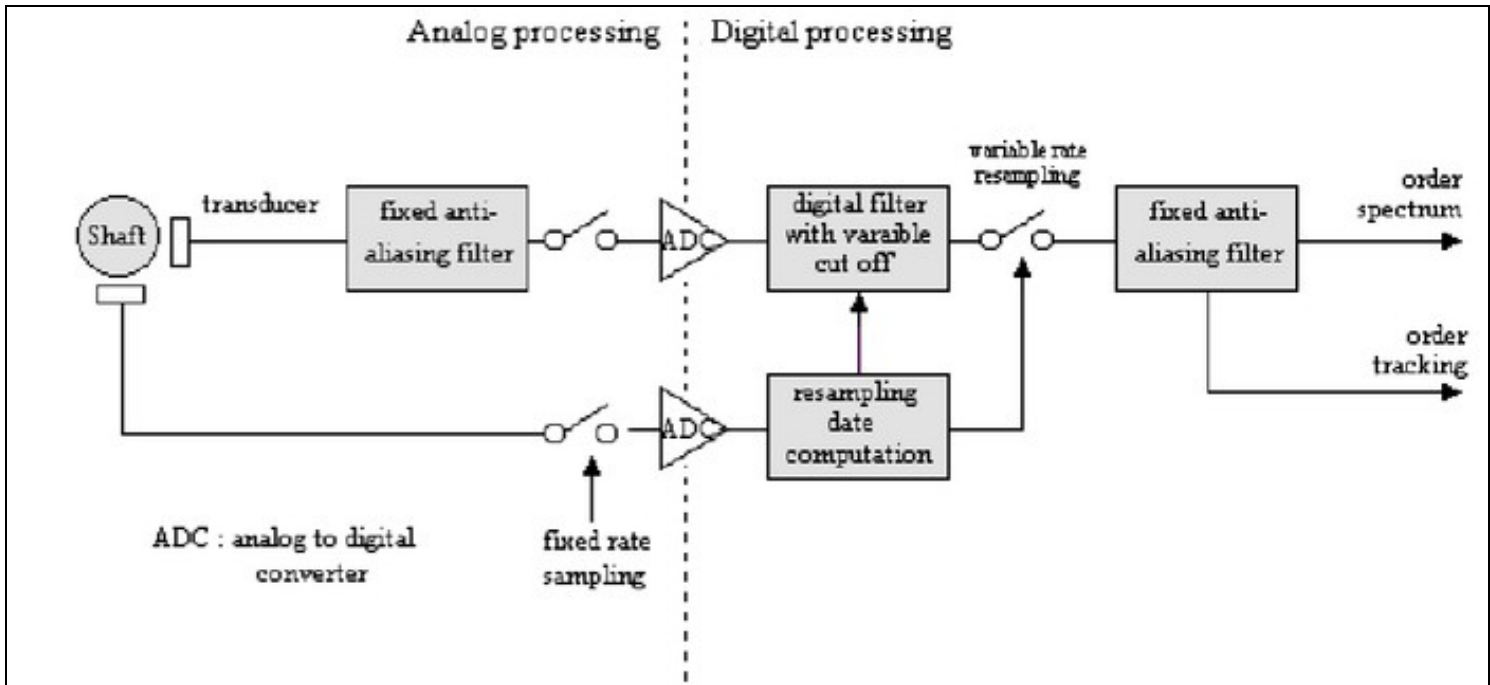 Analog processing
Digital processing
variable rate
resampling
order
spectrum
transducer
fixed anti-
aliasing filter
digital filter
with varaible
cut off
fixed anti-
aliasing filter
Shaft
ADC
order
tracking
resampling
date
computation
ADC
ADC : analog to digital
converter
fixed rate
sampling